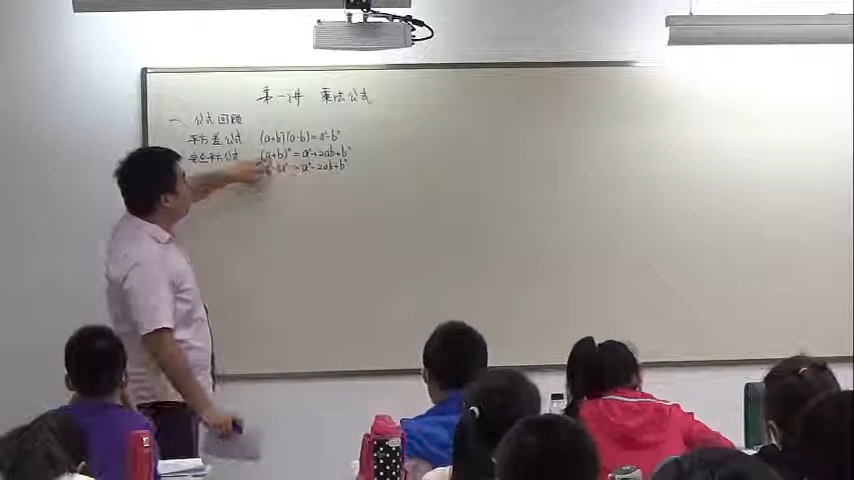 第一讲 乘法公式
一、公式回顾
平方差公式 (a+b)(a-b)=a²-b²
完全平方公式 (a+b)²=a²+2ab+b²
=a²-2ab+b²